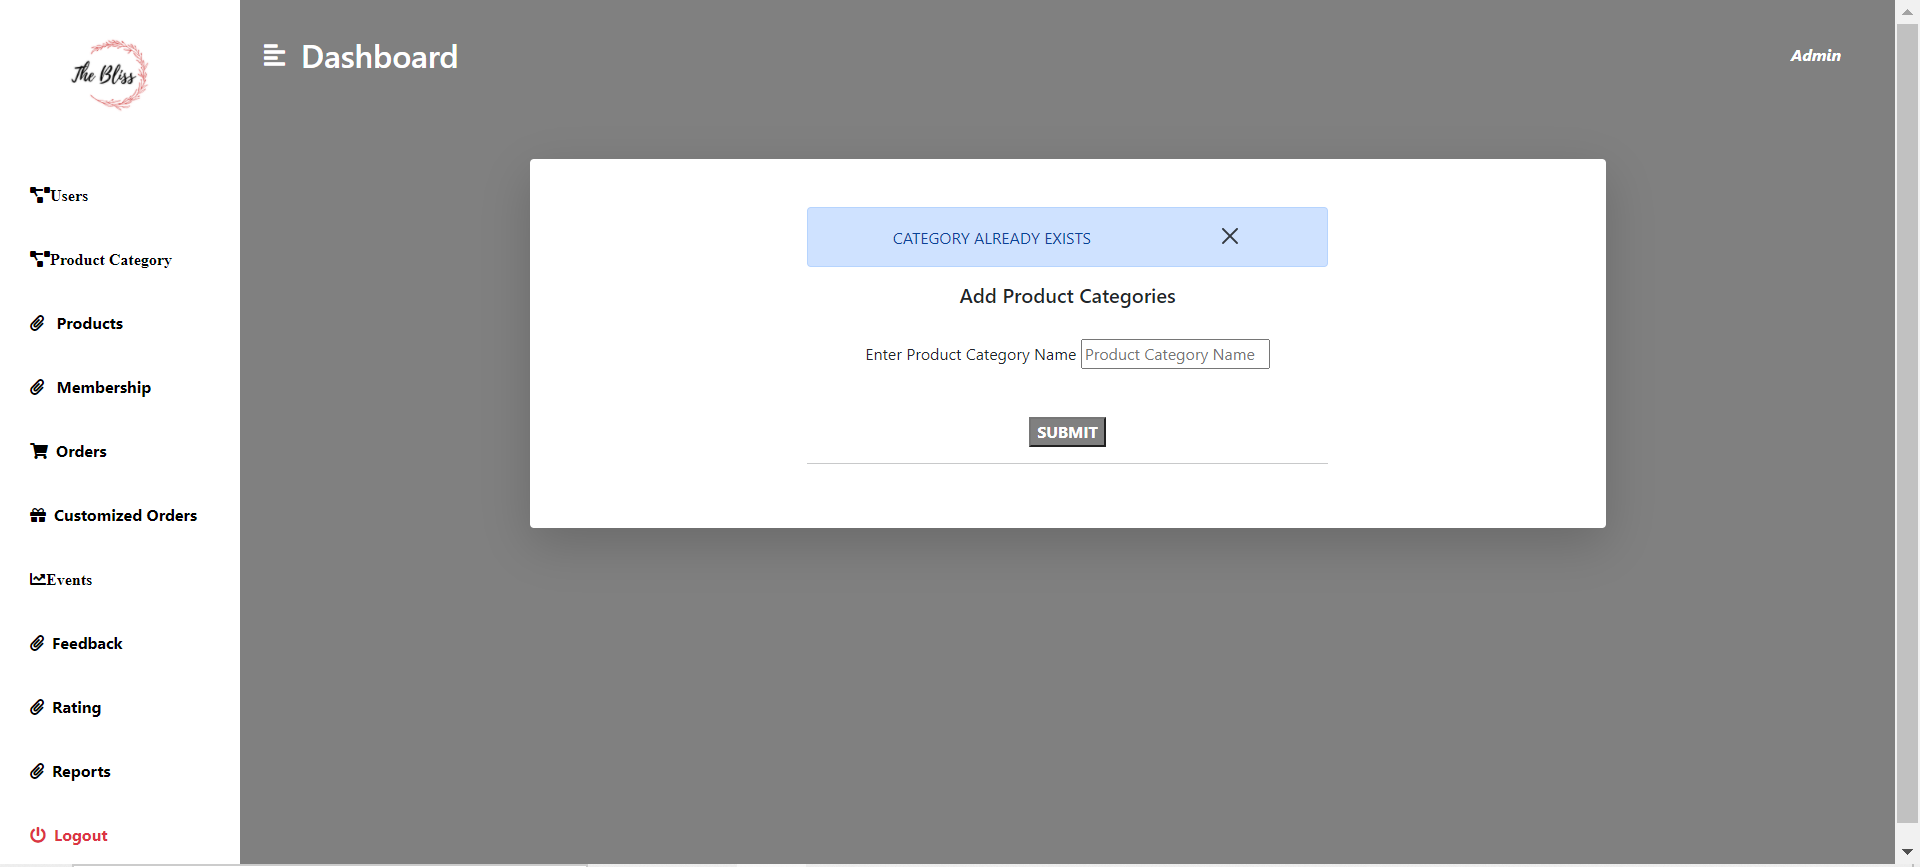 The Bliss
Dashboard
Admin
Users
Product Category
Products
Membership
Orders
Customized Orders
Events
Feedback
Rating
Reports
Logout
CATEGORY ALREADY EXISTS
Add Product Categories
Enter Product Category Name Product Category Name
SUBMIT